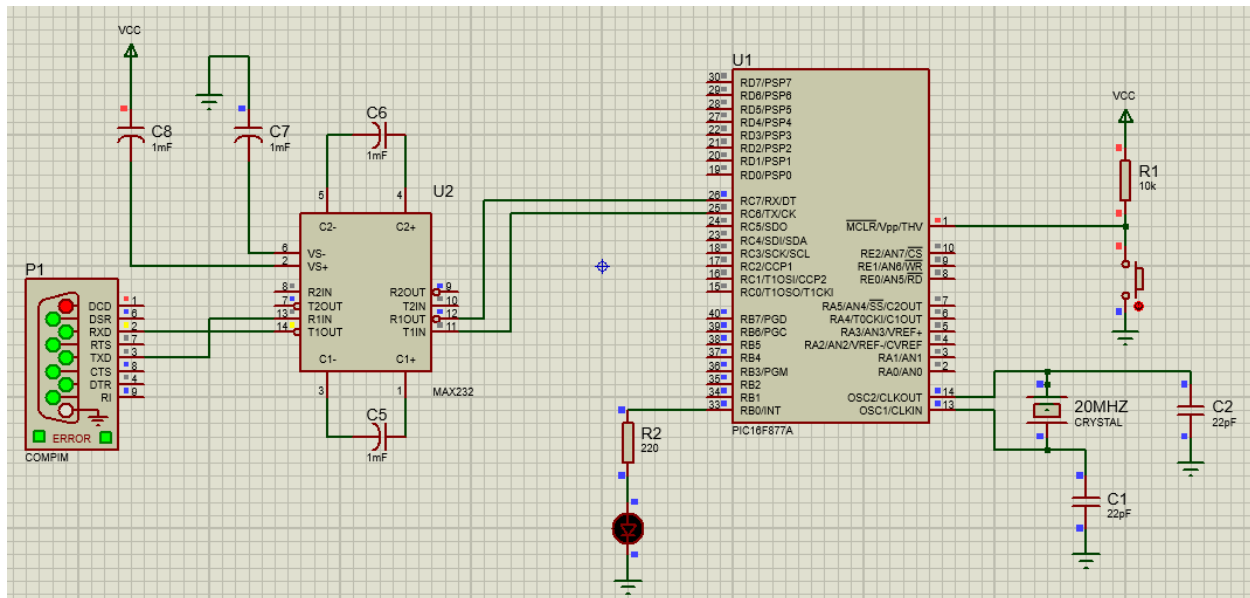 VCC
C8
1mF
C7
1mF
C6
1mF
5
4
U2
C2-
C2+
6
VS-
2
VS+
8
R2IN
R2OUT
9
7
T2OUT
T2IN
10
13
R1IN
R1OUT
12
14
T1OUT
T1IN
11
C1-
C1+
3
1
MAX232
C5
1mF
P1
DCD
1
DSR
6
RXD
2
RTS
7
TXD
3
CTS
8
DTR
4
RI
9
ERROR
COMPIM
U1
30
RD7/PSP7
29
RD6/PSP6
28
RD5/PSP5
27
RD4/PSP4
22
RD3/PSP3
21
RD2/PSP2
20
RD1/PSP1
19
RD0/PSP0
26
RC7/RX/DT
25
RC6/TX/CK
24
RC5/SDO
23
RC4/SDI/SDA
18
RC3/SCK/SCL
17
RC2/CCP1
16
RC1/T1OSI/CCP2
15
RC0/T1OSO/T1CKI
40
RB7/PGD
39
RB6/PGC
38
RB5
37
RB4
36
RB3/PGM
35
RB2
34
RB1
33
RB0/INT
MCLR/Vpp/THV
1
RE2/AN7/CS
10
RE1/AN6/WR
9
RE0/AN5/RD
8
RA5/AN4/SS/C2OUT
7
RA4/T0CKI/C1OUT
6
RA3/AN3/VREF+
5
RA2/AN2/VREF-/CVREF
4
RA1/AN1
3
RA0/AN0
2
OSC2/CLKOUT
14
OSC1/CLKIN
13
PIC16F877A
VCC
R1
10k
20MHZ
CRYSTAL
C2
22pF
C1
22pF
R2
220